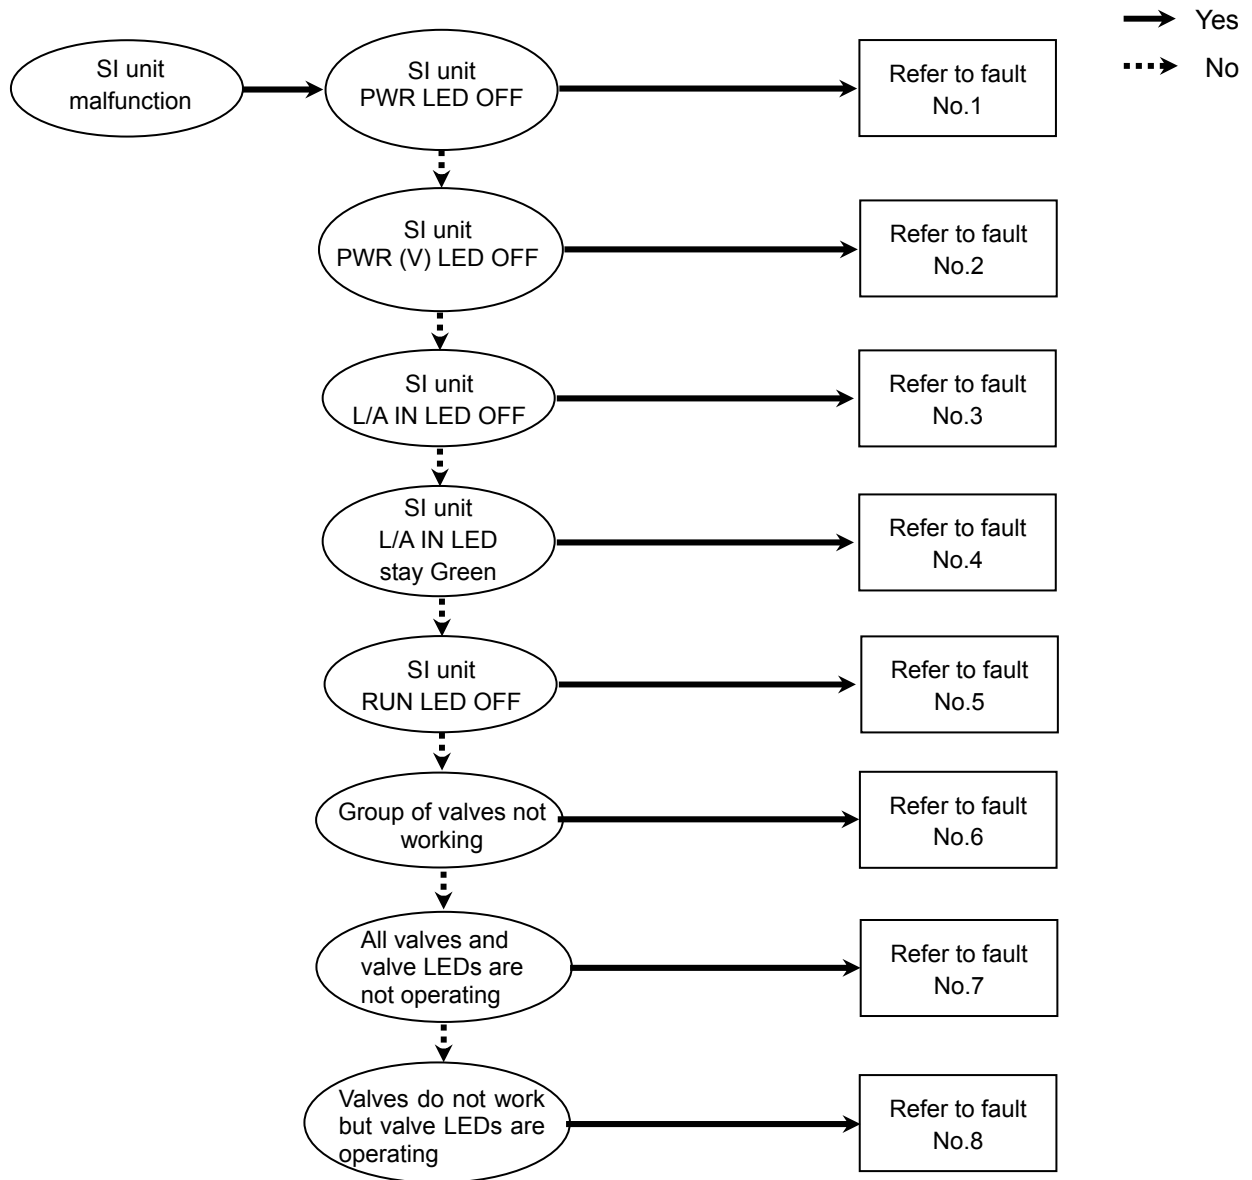 Yes
No
SI unit
malfunction
SI unit
PWR LED OFF
Refer to fault
No.1
SI unit
PWR (V) LED OFF
Refer to fault
No.2
SI unit
L/A IN LED OFF
Refer to fault
No.3
SI unit
L/A IN LED
stay Green
Refer to fault
No.4
SI unit
RUN LED OFF
Refer to fault
No.5
Group of valves not
working
Refer to fault
No.6
All valves and
valve LEDs are
not operating
Refer to fault
No.7
Valves do not work
but valve LEDs are
operating
Refer to fault
No.8